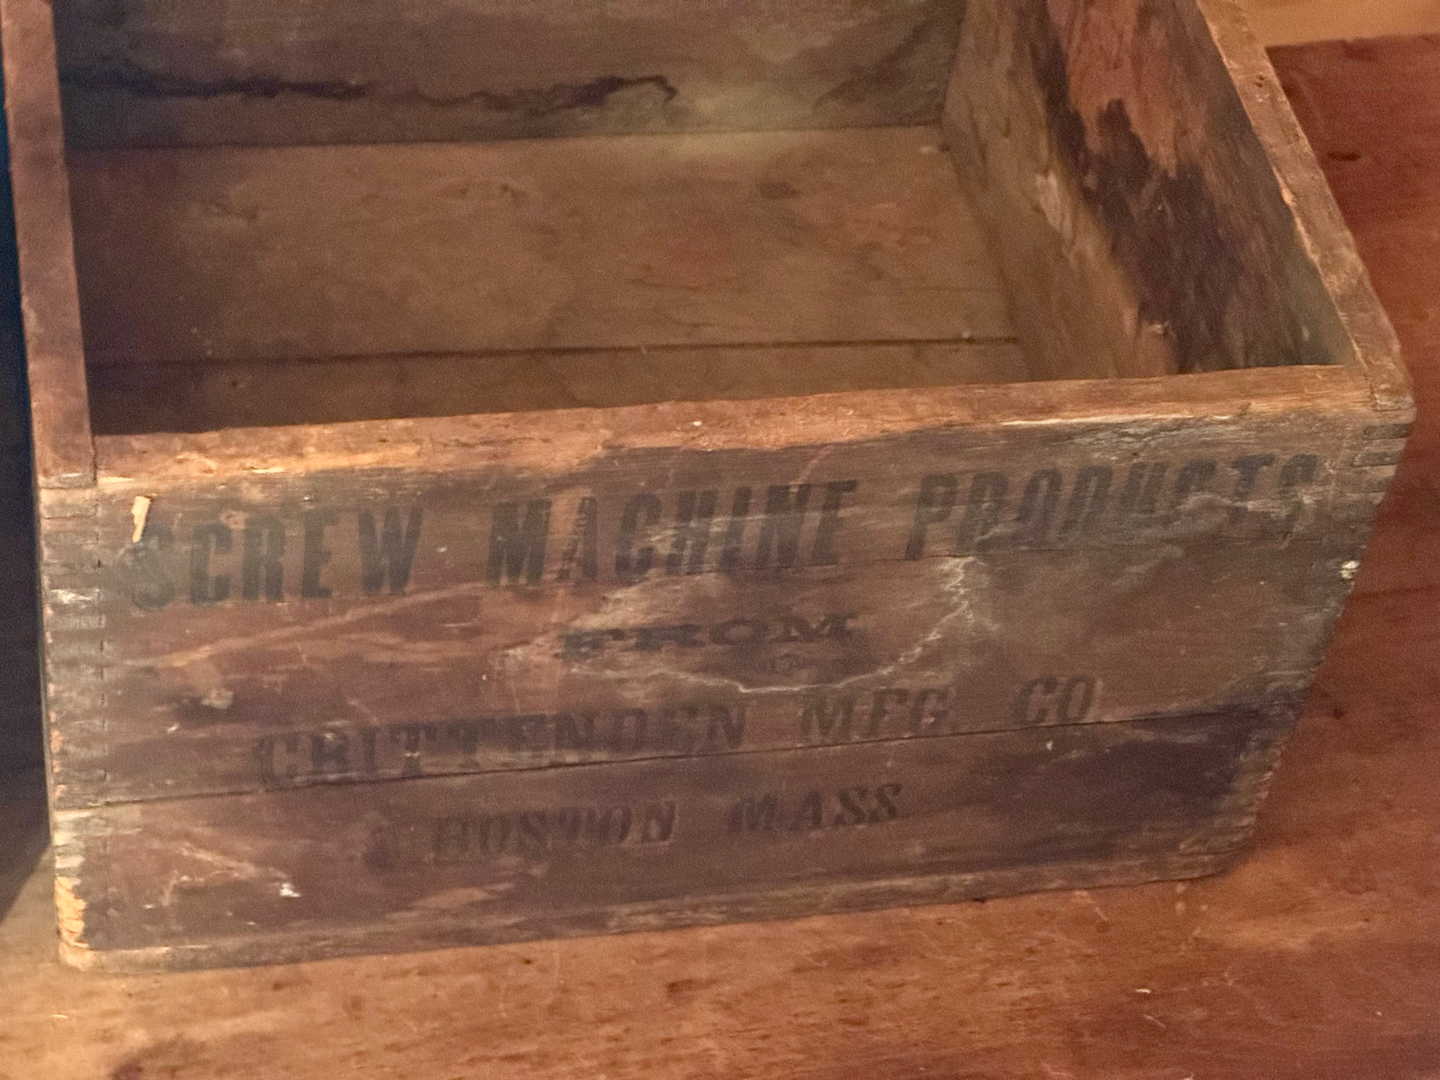 SCREW MACHINE PRODUCTS
FROM
CRITTENDEN MFG CO
BOSTON MASS